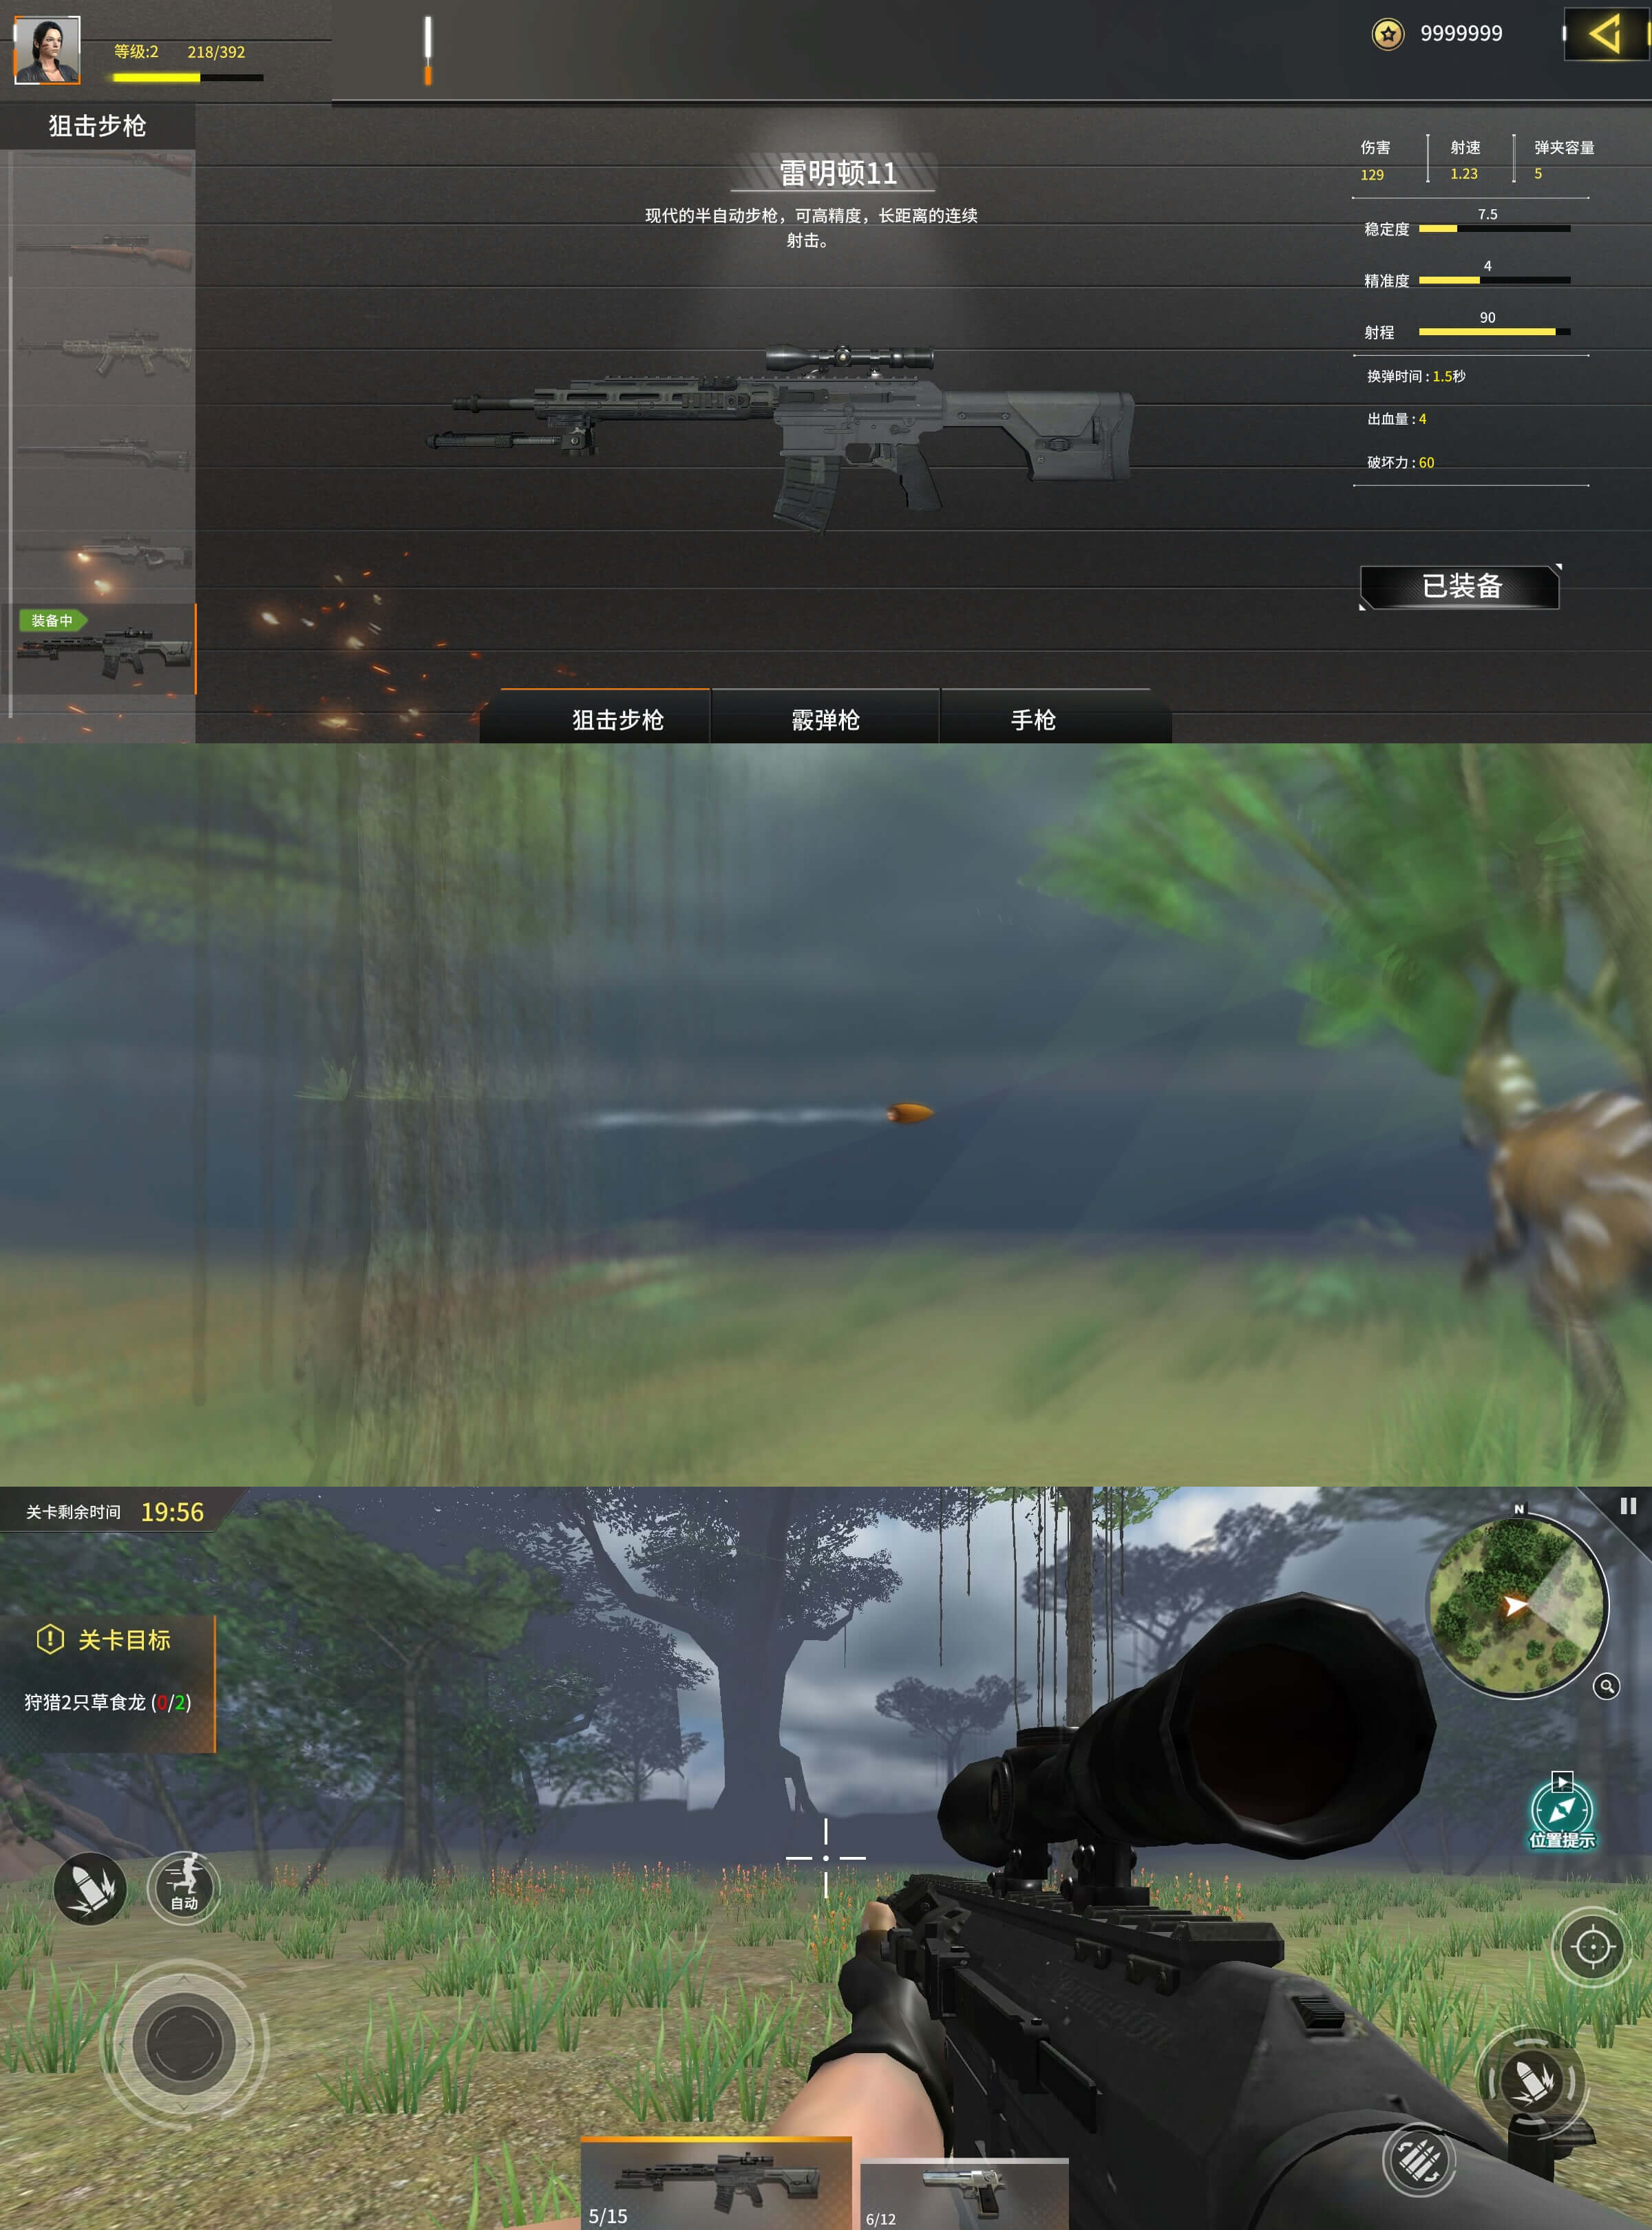 等级:2 218/392
9999999
狙击步枪
雷明顿11
现代的半自动步枪，可高精度，长距离的连续
射击。
伤害 射速 弹夹容量
129 1.23 5
7.5
稳定度
4
精准度
90
射程
换弹时间：1.5秒
出血量：4
破坏力：60
已装备
装备中
狙击步枪 霰弹枪 手枪
关卡剩余时间 19:56
N
关卡目标
狩猎2只草食龙 (0/2)
位置提示
自动
5/15
6/12